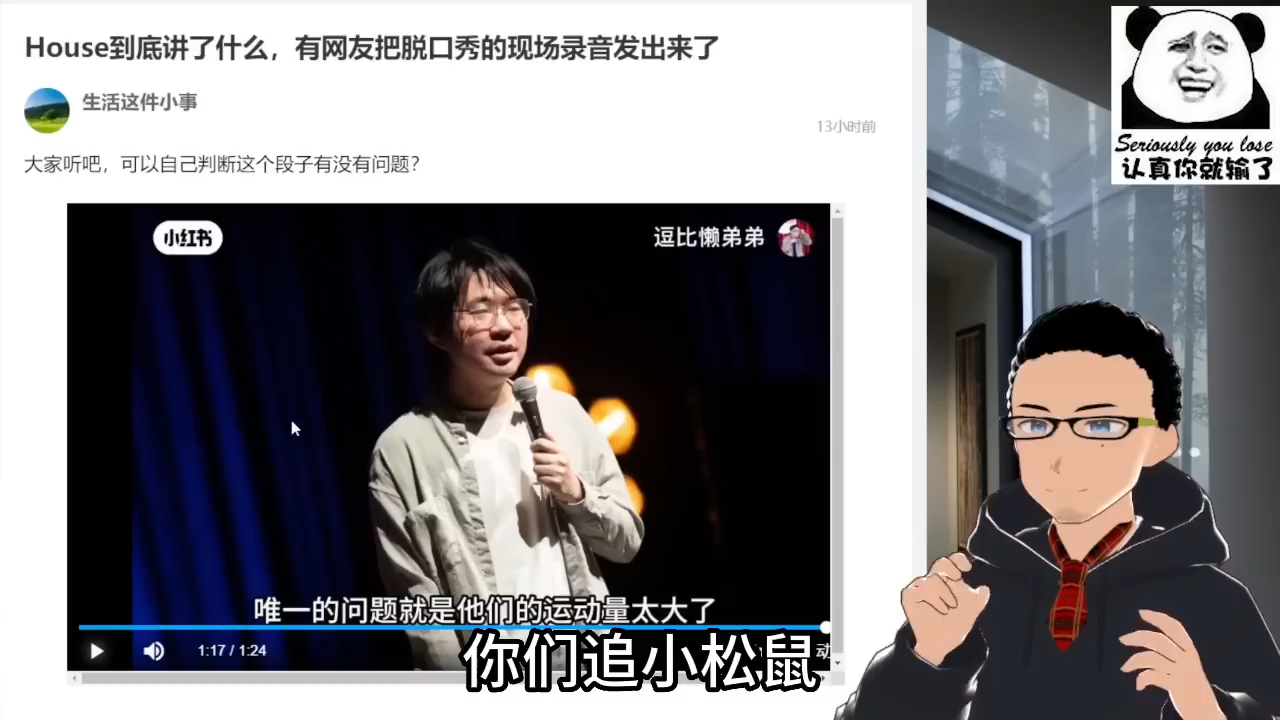 House到底讲了什么，有网友把脱口秀的现场录音发出来了
生活这件小事
13小时前
大家听吧，可以自己判断这个段子有没有问题？
小红书
逗比懒弟弟
唯一的问题就是他们的运动量太大了
1:17 / 1:24
动
你们追小松鼠
Seriously you lose
认真你就输了